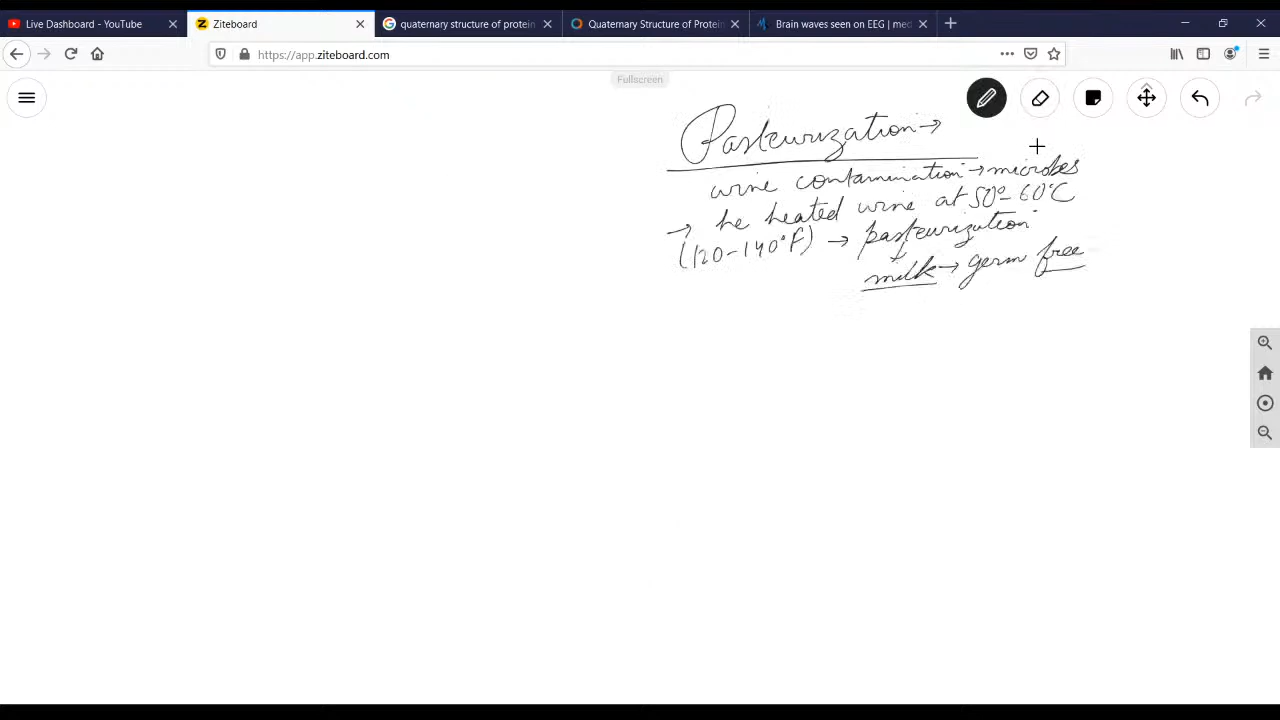 Live Dashboard - YouTube
Ziteboard
quaternary structure of protein
Quaternary Structure of Protein
Brain waves seen on EEG | med
https://app.ziteboard.com
Fullscreen
Pasteurization →
wine contamination → microbes
→ he heated wine at 50°- 60°C
(120-140°F) → pasteurization
↓
milk → germ free